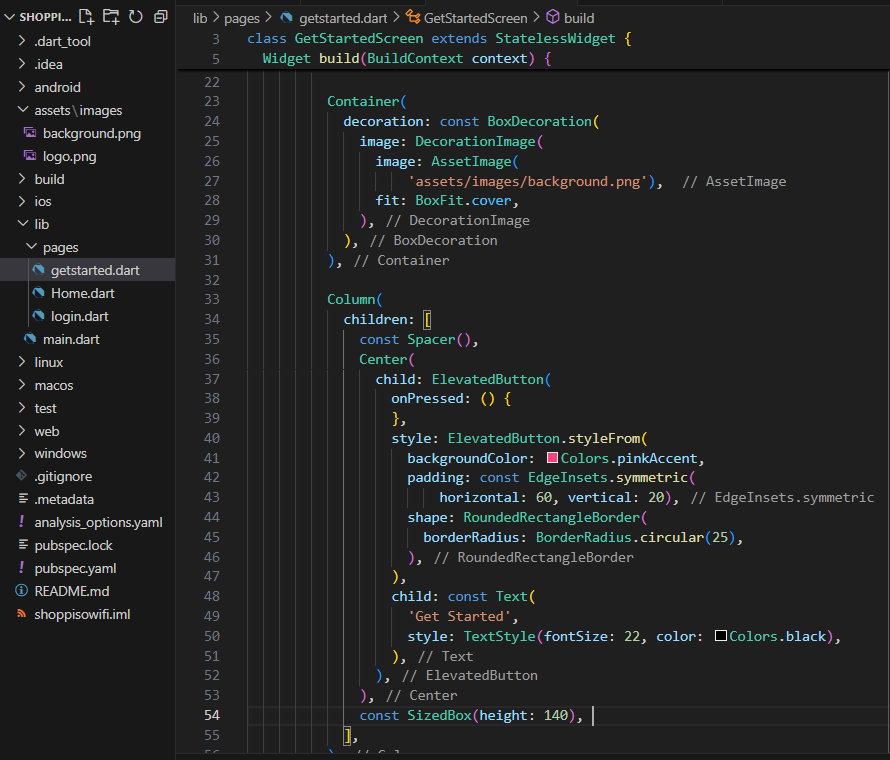 SHOPPI...
.dart_tool
.idea
android
assets\images
background.png
logo.png
build
ios
lib
pages
getstarted.dart
Home.dart
login.dart
main.dart
linux
macos
test
web
windows
.gitignore
.metadata
! analysis_options.yaml
pubspec.lock
! pubspec.yaml
README.md
shoppisowifi.iml
lib > pages > getstarted.dart > GetStartedScreen > build
3 class GetStartedScreen extends StatelessWidget {
5 Widget build(BuildContext context) {
22
23 Container(
24 decoration: const BoxDecoration(
25 image: DecorationImage(
26 image: AssetImage(
27 'assets/images/background.png'), // AssetImage
28 fit: BoxFit.cover,
29 ), // DecorationImage
30 ), // BoxDecoration
31 ), // Container
32
33 Column(
34 children: [
35 const Spacer(),
36 Center(
37 child: ElevatedButton(
38 onPressed: () {
39 },
40 style: ElevatedButton.styleFrom(
41 backgroundColor: Colors.pinkAccent,
42 padding: const EdgeInsets.symmetric(
43 horizontal: 60, vertical: 20), // EdgeInsets.symmetric
44 shape: RoundedRectangleBorder(
45 borderRadius: BorderRadius.circular(25),
46 ), // RoundedRectangleBorder
47 ),
48 child: const Text(
49 'Get Started',
50 style: TextStyle(fontSize: 22, color: Colors.black),
51 ), // Text
52 ), // ElevatedButton
53 ), // Center
54 const SizedBox(height: 140),
55 ],